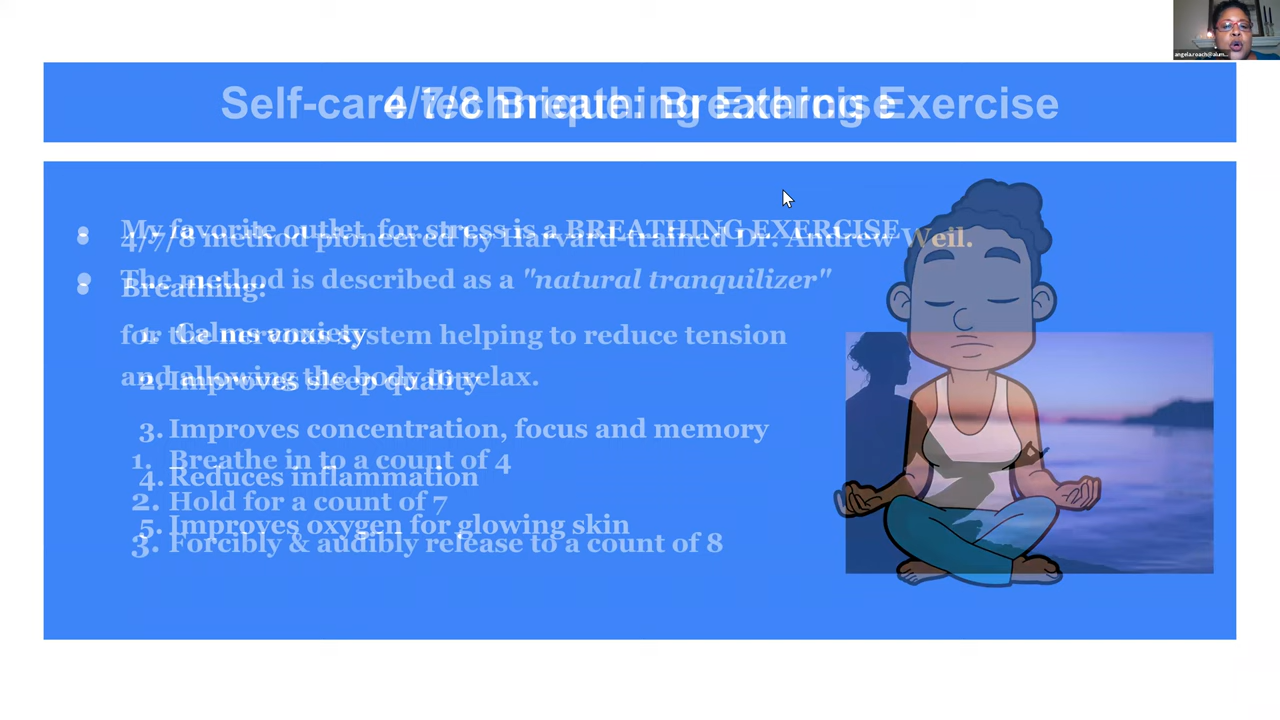 angela.roach@alum...
Self-care technique: Breathing Exercise
4/7/8 Breathing Exercise
My favorite outlet for stress is a BREATHING EXERCISE
4/7/8 method pioneered by Harvard-trained Dr. Andrew Weil.
The method is described as a "natural tranquilizer"
Breathing:
for the nervous system helping to reduce tension
1. Calms anxiety
and allowing the body to relax.
2. Improves sleep quality
3. Improves concentration, focus and memory
1. Breathe in to a count of 4
4. Reduces inflammation
2. Hold for a count of 7
5. Improves oxygen for glowing skin
3. Forcibly & audibly release to a count of 8